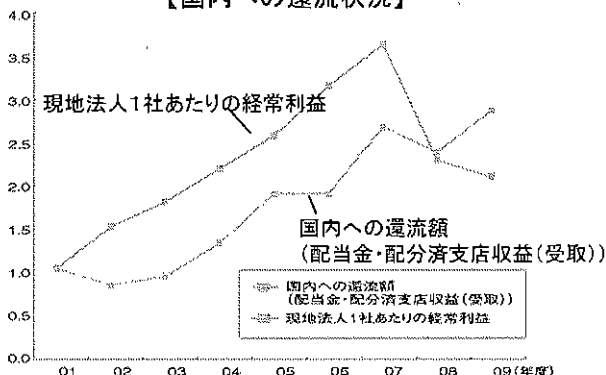 【国内への還流状況】
4.0
3.5
3.0
2.5
2.0
1.5
1.0
0.5
0.0
現地法人1社あたりの経常利益
国内への還流額
(配当金・配分済支店収益(受取))
国内への還流額
(配当金・配分済支店収益(受取))
現地法人1社あたりの経常利益
01 02 03 04 05 06 07 08 09(年度)